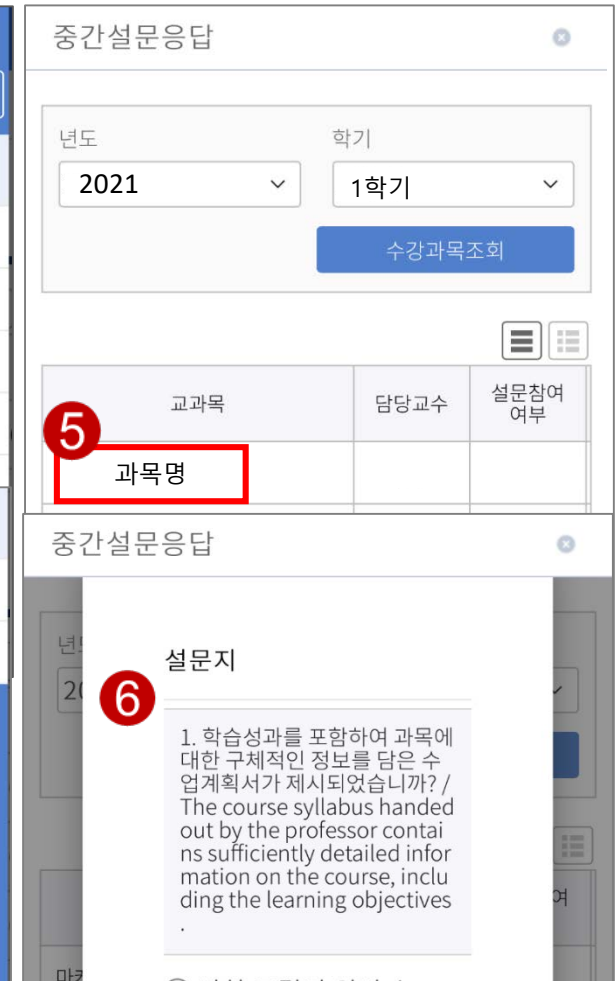 중간설문응답
년도 학기
2021 1학기
수강과목조회
교과목 담당교수 설문참여
여부
5
과목명
중간설문응답
설문지
6
1. 학습성과를 포함하여 과목에
대한 구체적인 정보를 담은 수
업계획서가 제시되었습니까? /
The course syllabus handed
out by the professor contai
ns sufficiently detailed infor
mation on the course, inclu
ding the learning objectives
.